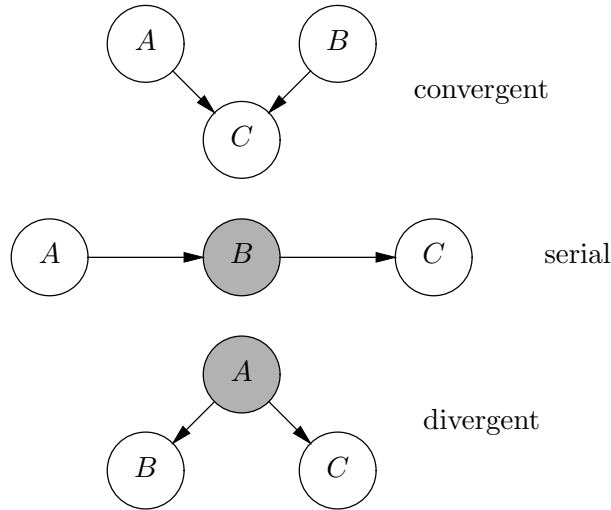 A B
convergent
C
A B C serial
A
divergent
B C